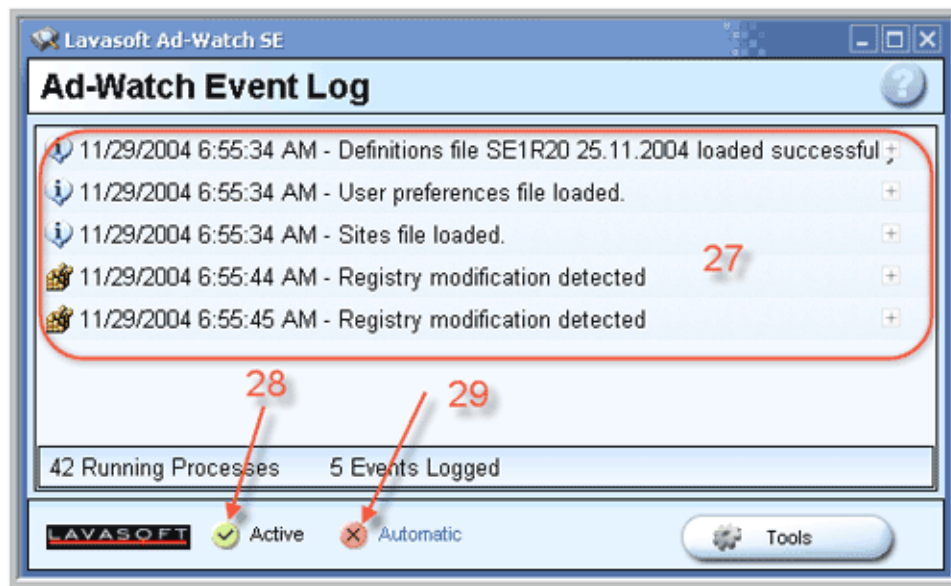 Lavasoft Ad-Watch SE
Ad-Watch Event Log
?
11/29/2004 6:55:34 AM - Definitions file SE1R20 25.11.2004 loaded successful
11/29/2004 6:55:34 AM - User preferences file loaded.
11/29/2004 6:55:34 AM - Sites file loaded.
27
11/29/2004 6:55:44 AM - Registry modification detected
11/29/2004 6:55:45 AM - Registry modification detected
28
29
42 Running Processes 5 Events Logged
LAVASOFT Active Automatic Tools